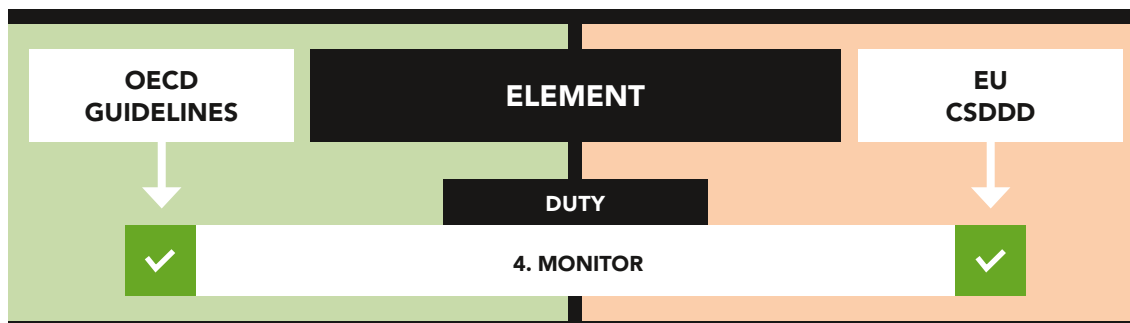 OECD
GUIDELINES
ELEMENT
EU
CSDDD
DUTY
4. MONITOR